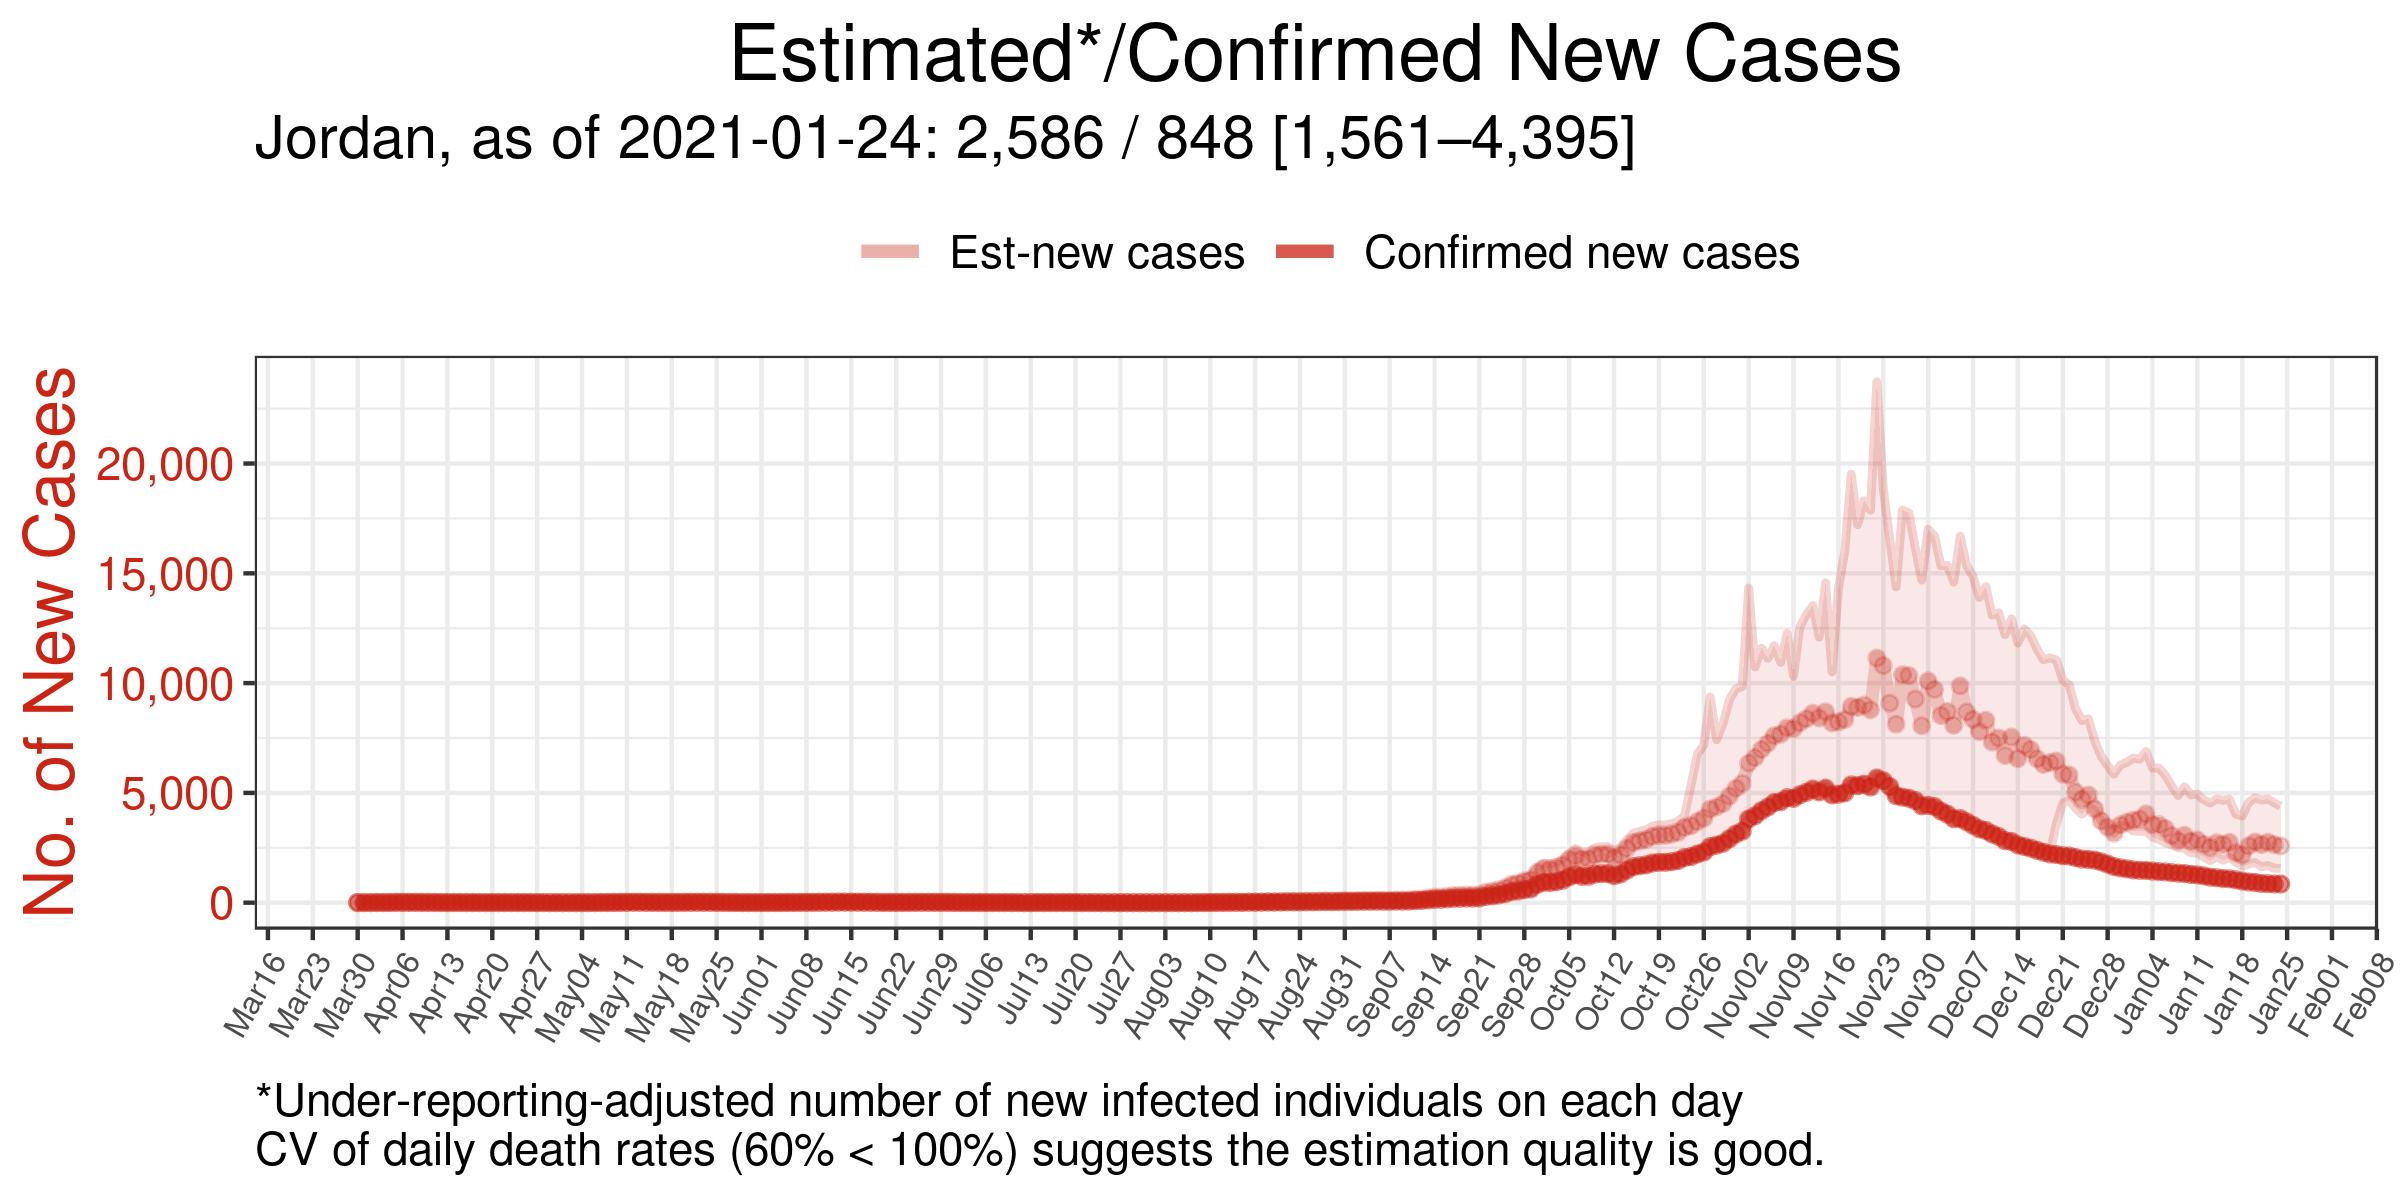 Estimated*/Confirmed New Cases
Jordan, as of 2021-01-24: 2,586 / 848 [1,561–4,395]
Est-new cases
Confirmed new cases
No. of New Cases
20,000
15,000
10,000
5,000
0
Mar16
Mar23
Mar30
Apr06
Apr13
Apr20
Apr27
May04
May11
May18
May25
Jun01
Jun08
Jun15
Jun22
Jun29
Jul06
Jul13
Jul20
Jul27
Aug03
Aug10
Aug17
Aug24
Aug31
Sep07
Sep14
Sep21
Sep28
Oct05
Oct12
Oct19
Oct26
Nov02
Nov09
Nov16
Nov23
Nov30
Dec07
Dec14
Dec21
Dec28
Jan04
Jan11
Jan18
Jan25
Feb01
Feb08
*Under-reporting-adjusted number of new infected individuals on each day
CV of daily death rates (60% < 100%) suggests the estimation quality is good.